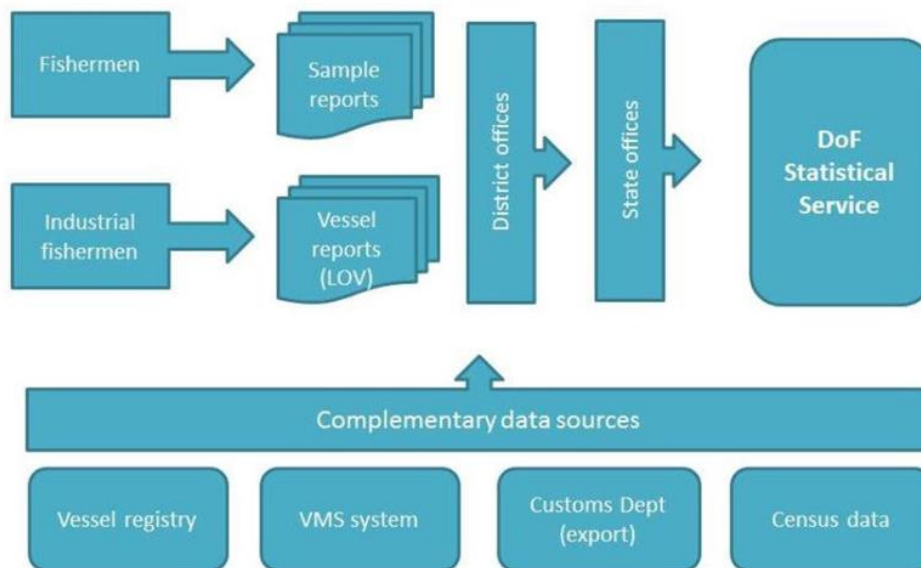 Fishermen
Sample
reports
Industrial
fishermen
Vessel
reports
(LOV)
District offices
State offices
DoF
Statistical
Service
Complementary data sources
Vessel registry
VMS system
Customs Dept
(export)
Census data